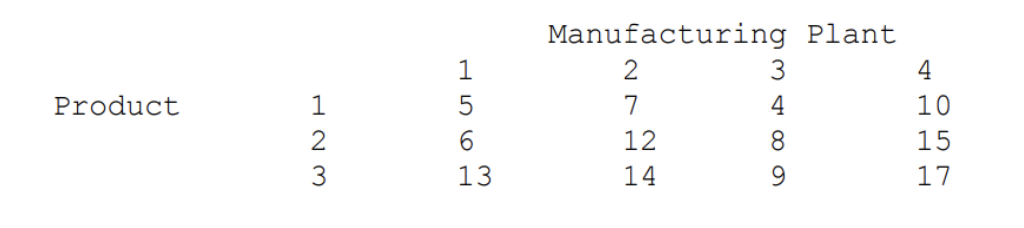 Manufacturing Plant
1 2 3 4
Product 1 5 7 4 10
2 6 12 8 15
3 13 14 9 17